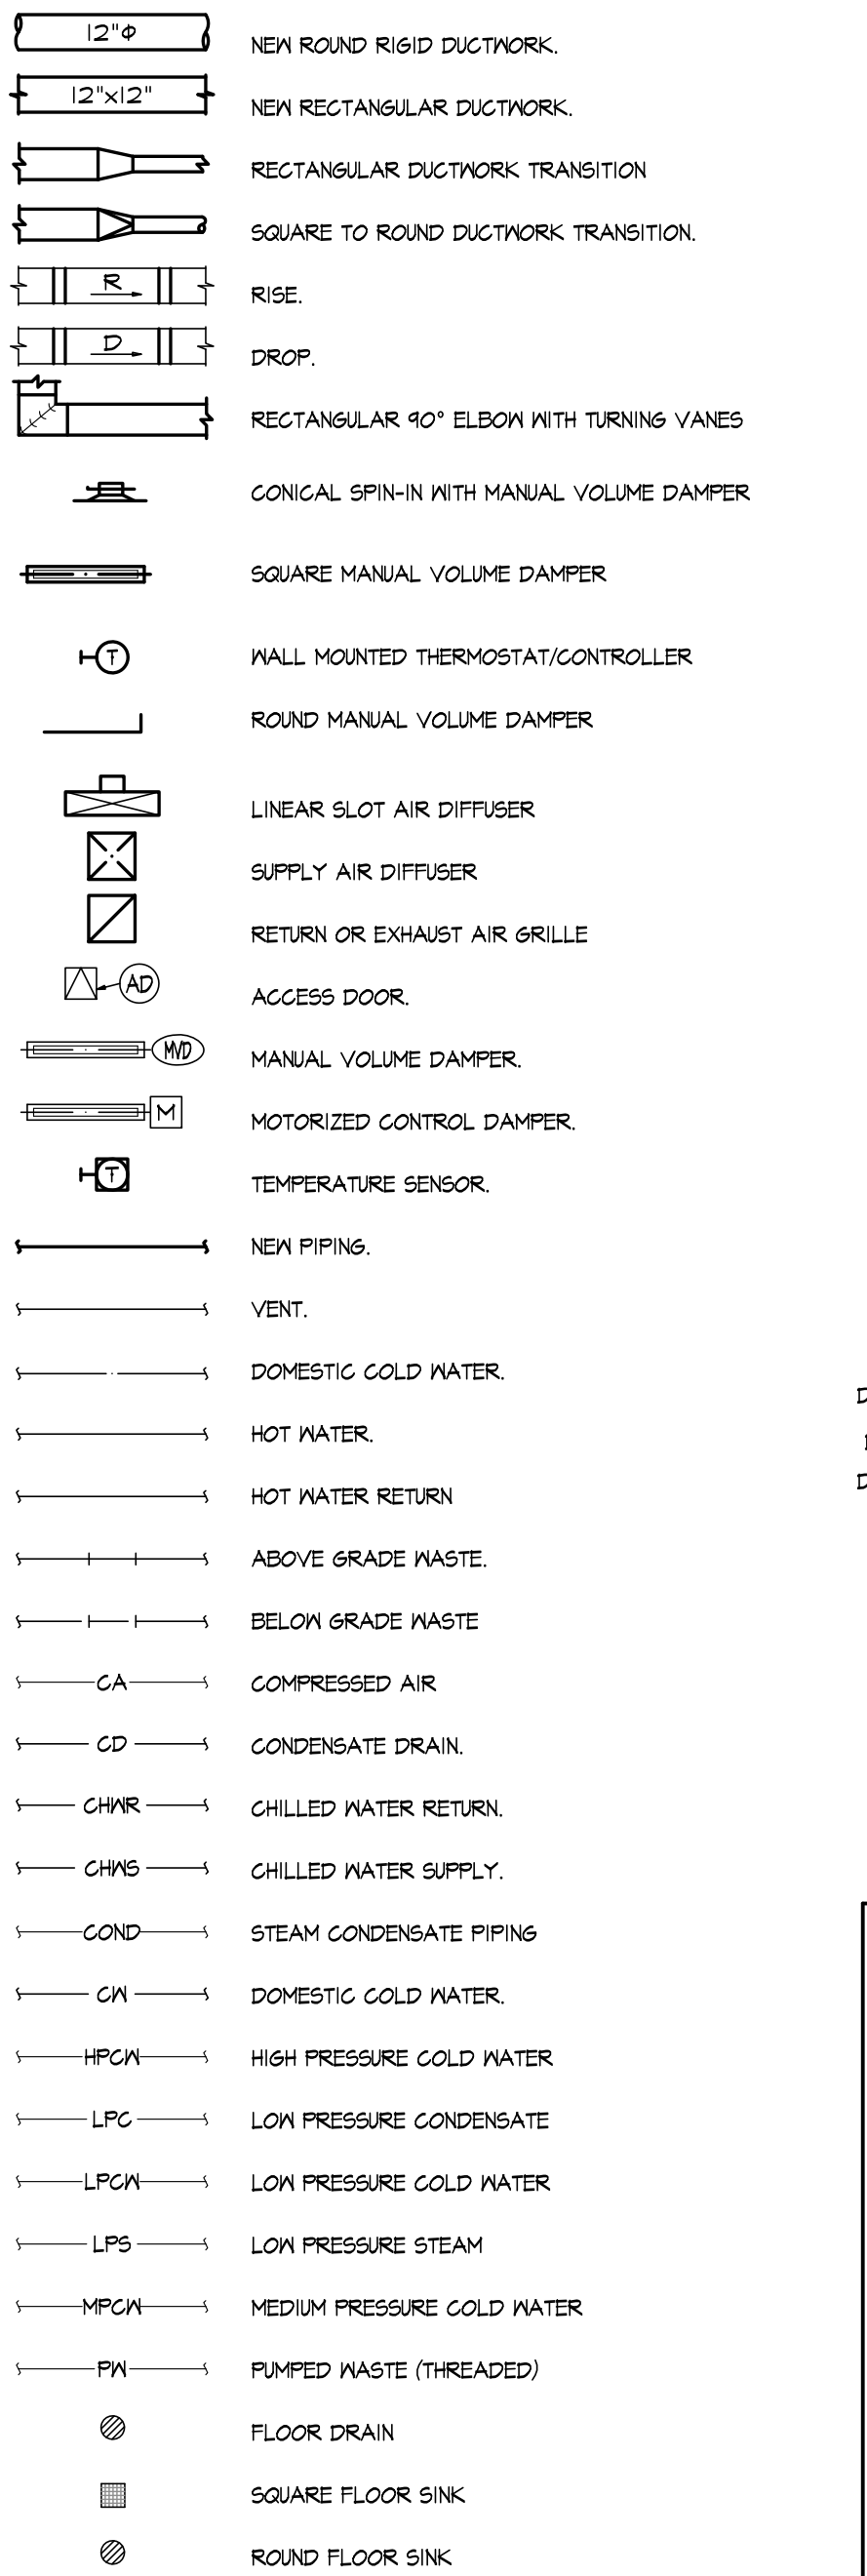 12"Φ NEW ROUND RIGID DUCTWORK.
12"x12" NEW RECTANGULAR DUCTWORK.
RECTANGULAR DUCTWORK TRANSITION
SQUARE TO ROUND DUCTWORK TRANSITION.
R RISE.
D DROP.
RECTANGULAR 90° ELBOW WITH TURNING VANES
CONICAL SPIN-IN WITH MANUAL VOLUME DAMPER
SQUARE MANUAL VOLUME DAMPER
T WALL MOUNTED THERMOSTAT/CONTROLLER
ROUND MANUAL VOLUME DAMPER
LINEAR SLOT AIR DIFFUSER
SUPPLY AIR DIFFUSER
RETURN OR EXHAUST AIR GRILLE
AD ACCESS DOOR.
MVD MANUAL VOLUME DAMPER.
M MOTORIZED CONTROL DAMPER.
T TEMPERATURE SENSOR.
NEW PIPING.
VENT.
DOMESTIC COLD WATER.
HOT WATER.
HOT WATER RETURN
ABOVE GRADE WASTE.
BELOW GRADE WASTE
CA COMPRESSED AIR
CD CONDENSATE DRAIN.
CHWR CHILLED WATER RETURN.
CHWS CHILLED WATER SUPPLY.
COND STEAM CONDENSATE PIPING
CW DOMESTIC COLD WATER.
HPCW HIGH PRESSURE COLD WATER
LPC LOW PRESSURE CONDENSATE
LPCW LOW PRESSURE COLD WATER
LPS LOW PRESSURE STEAM
MPCW MEDIUM PRESSURE COLD WATER
PW PUMPED WASTE (THREADED)
FLOOR DRAIN
SQUARE FLOOR SINK
ROUND FLOOR SINK